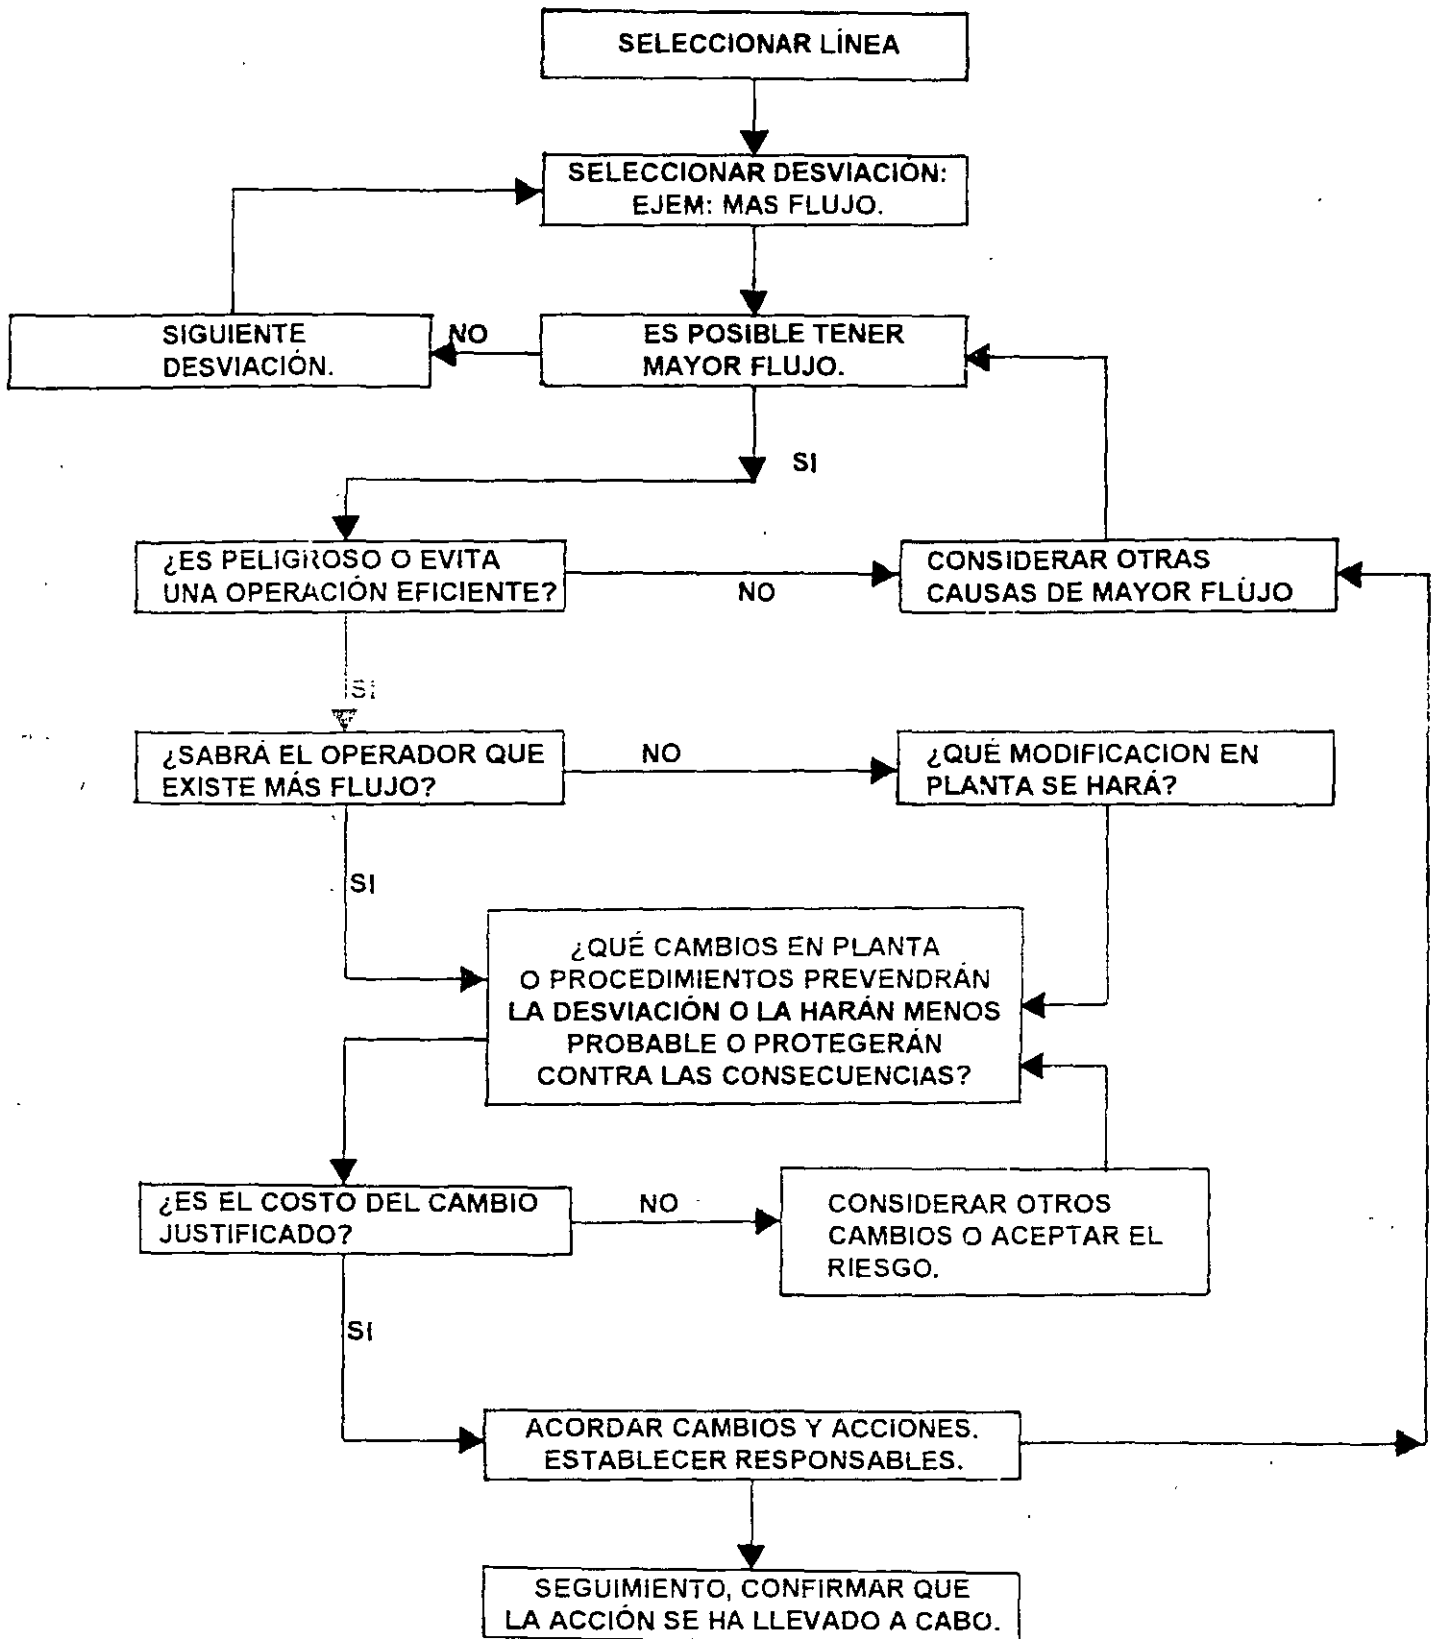 SELECCIONAR LÍNEA
SELECCIONAR DESVIACIÓN:
EJEM: MAS FLUJO.
SIGUIENTE
DESVIACIÓN.
NO
ES POSIBLE TENER
MAYOR FLUJO.
SI
¿ES PELIGROSO O EVITA
UNA OPERACIÓN EFICIENTE?
NO
CONSIDERAR OTRAS
CAUSAS DE MAYOR FLUJO
SI
¿SABRÁ EL OPERADOR QUE
EXISTE MÁS FLUJO?
NO
¿QUÉ MODIFICACION EN
PLANTA SE HARÁ?
SI
¿QUÉ CAMBIOS EN PLANTA
O PROCEDIMIENTOS PREVENDRÁN
LA DESVIACIÓN O LA HARÁN MENOS
PROBABLE O PROTEGERÁN
CONTRA LAS CONSECUENCIAS?
¿ES EL COSTO DEL CAMBIO
JUSTIFICADO?
NO
CONSIDERAR OTROS
CAMBIOS O ACEPTAR EL
RIESGO.
SI
ACORDAR CAMBIOS Y ACCIONES.
ESTABLECER RESPONSABLES.
SEGUIMIENTO, CONFIRMAR QUE
LA ACCIÓN SE HA LLEVADO A CABO.